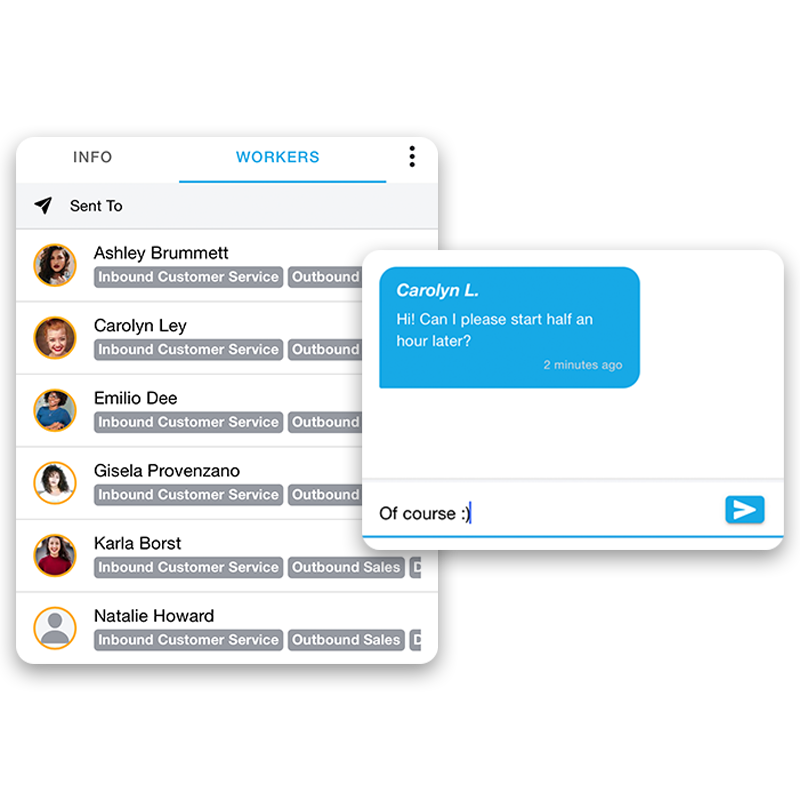 INFO
WORKERS
Sent To
Ashley Brummett
Inbound Customer Service Outbound
Carolyn Ley
Inbound Customer Service Outbound
Emilio Dee
Inbound Customer Service Outbound
Gisela Provenzano
Inbound Customer Service Outbound
Karla Borst
Inbound Customer Service Outbound Sales
Natalie Howard
Inbound Customer Service Outbound Sales
Carolyn L.
Hi! Can I please start half an
hour later?
2 minutes ago
Of course :)